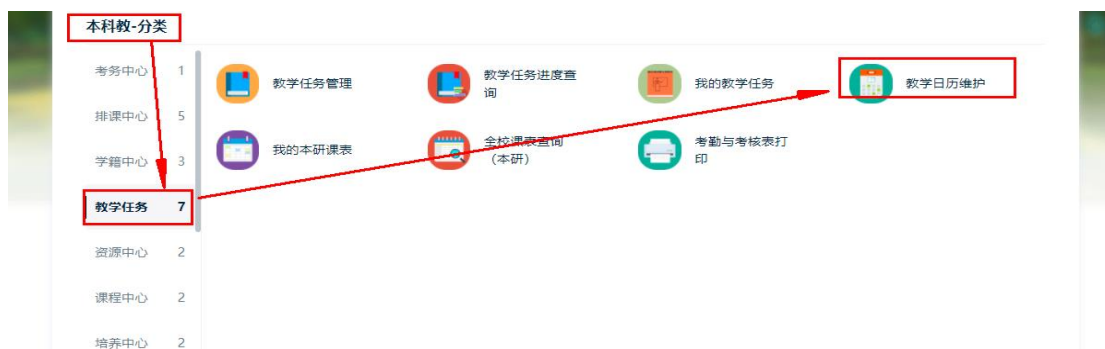 本科教-分类
考务中心 1
排课中心 5
学籍中心 3
教学任务 7
资源中心 2
课程中心 2
培养中心 2
教学任务管理
教学任务进度查
询
我的教学任务
教学日历维护
我的本研课表
全校课表查询
（本研）
考勤与考核表打
印